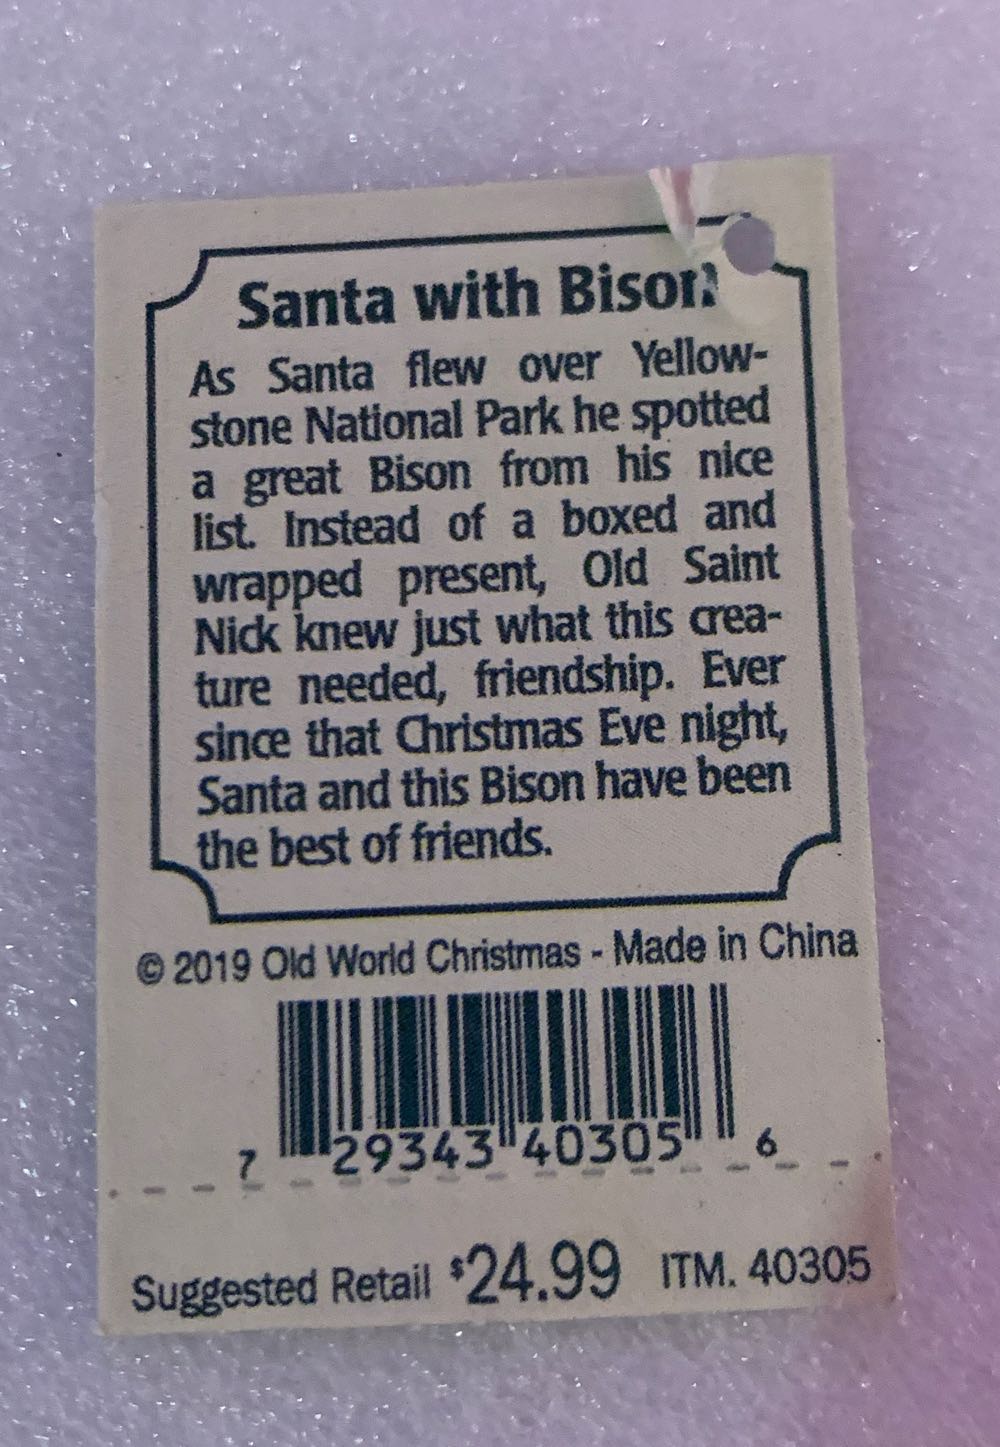 Santa with Bison
As Santa flew over Yellow-
stone National Park he spotted
a great Bison from his nice
list. Instead of a boxed and
wrapped present, Old Saint
Nick knew just what this crea-
ture needed, friendship. Ever
since that Christmas Eve night,
Santa and this Bison have been
the best of friends.
© 2019 Old World Christmas - Made in China
7 29343 40305 6
Suggested Retail $24.99 ITM. 40305